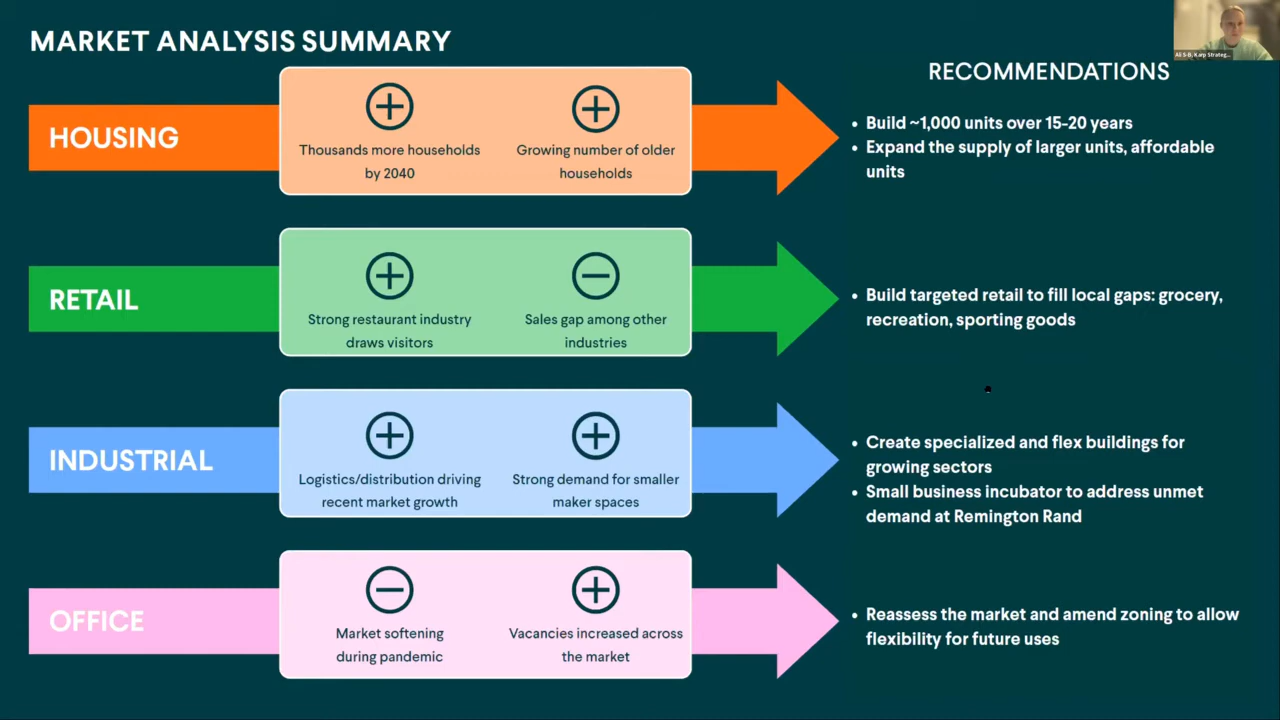 MARKET ANALYSIS SUMMARY
Ali S-B, Karp Strateg...
RECOMMENDATIONS
HOUSING
Thousands more households
by 2040
Growing number of older
households
• Build ~1,000 units over 15-20 years
• Expand the supply of larger units, affordable
units
RETAIL
Strong restaurant industry
draws visitors
Sales gap among other
industries
• Build targeted retail to fill local gaps: grocery,
recreation, sporting goods
INDUSTRIAL
Logistics/distribution driving
recent market growth
Strong demand for smaller
maker spaces
• Create specialized and flex buildings for
growing sectors
• Small business incubator to address unmet
demand at Remington Rand
OFFICE
Market softening
during pandemic
Vacancies increased across
the market
• Reassess the market and amend zoning to allow
flexibility for future uses